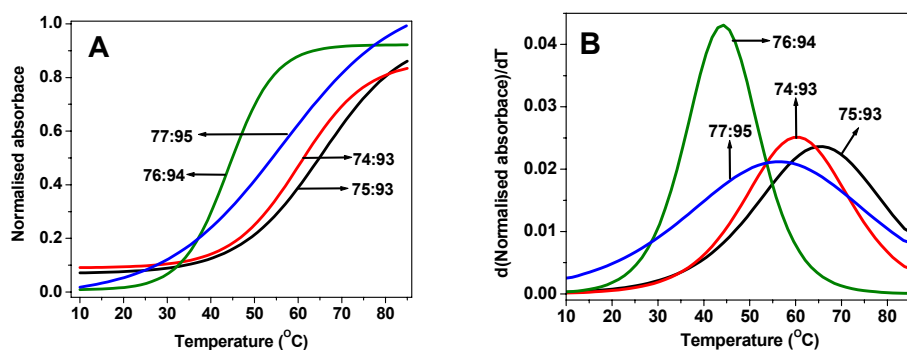 A
Normalised absorbace
1.0
0.8
0.6
0.4
0.2
0.0
77:95
76:94
74:93
75:93
10 20 30 40 50 60 70 80
Temperature (°C)
B
d(Normalised absorbace)/dT
0.04
0.03
0.02
0.01
0.00
76:94
74:93
75:93
77:95
10 20 30 40 50 60 70 80
Temperature (°C)